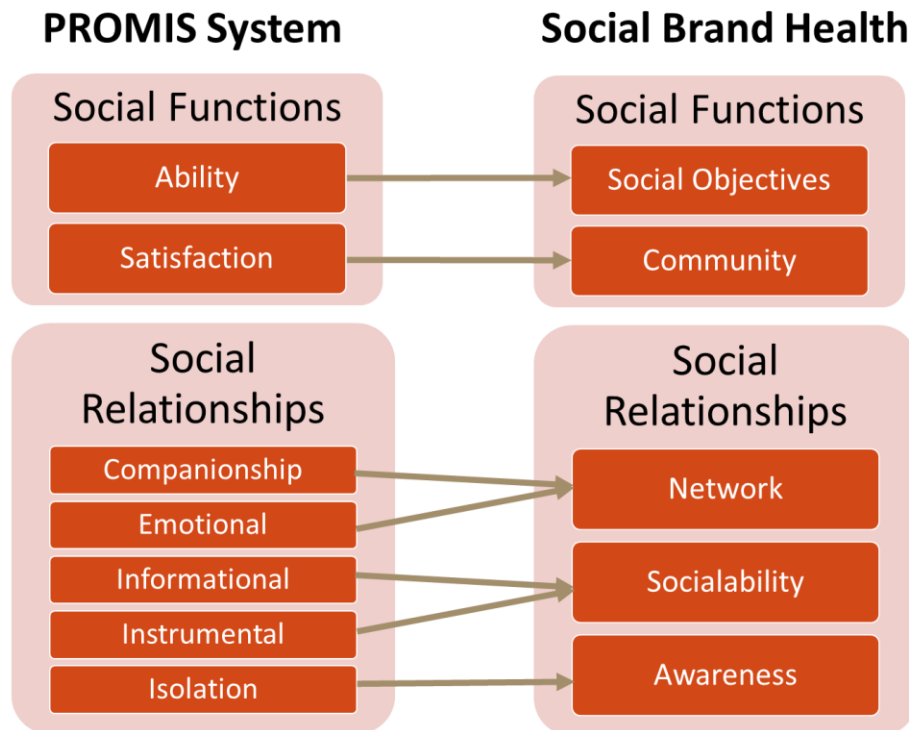 PROMIS System
Social Functions
Ability
Satisfaction
Social
Relationships
Companionship
Emotional
Informational
Instrumental
Isolation
Social Brand Health
Social Functions
Social Objectives
Community
Social
Relationships
Network
Socialability
Awareness